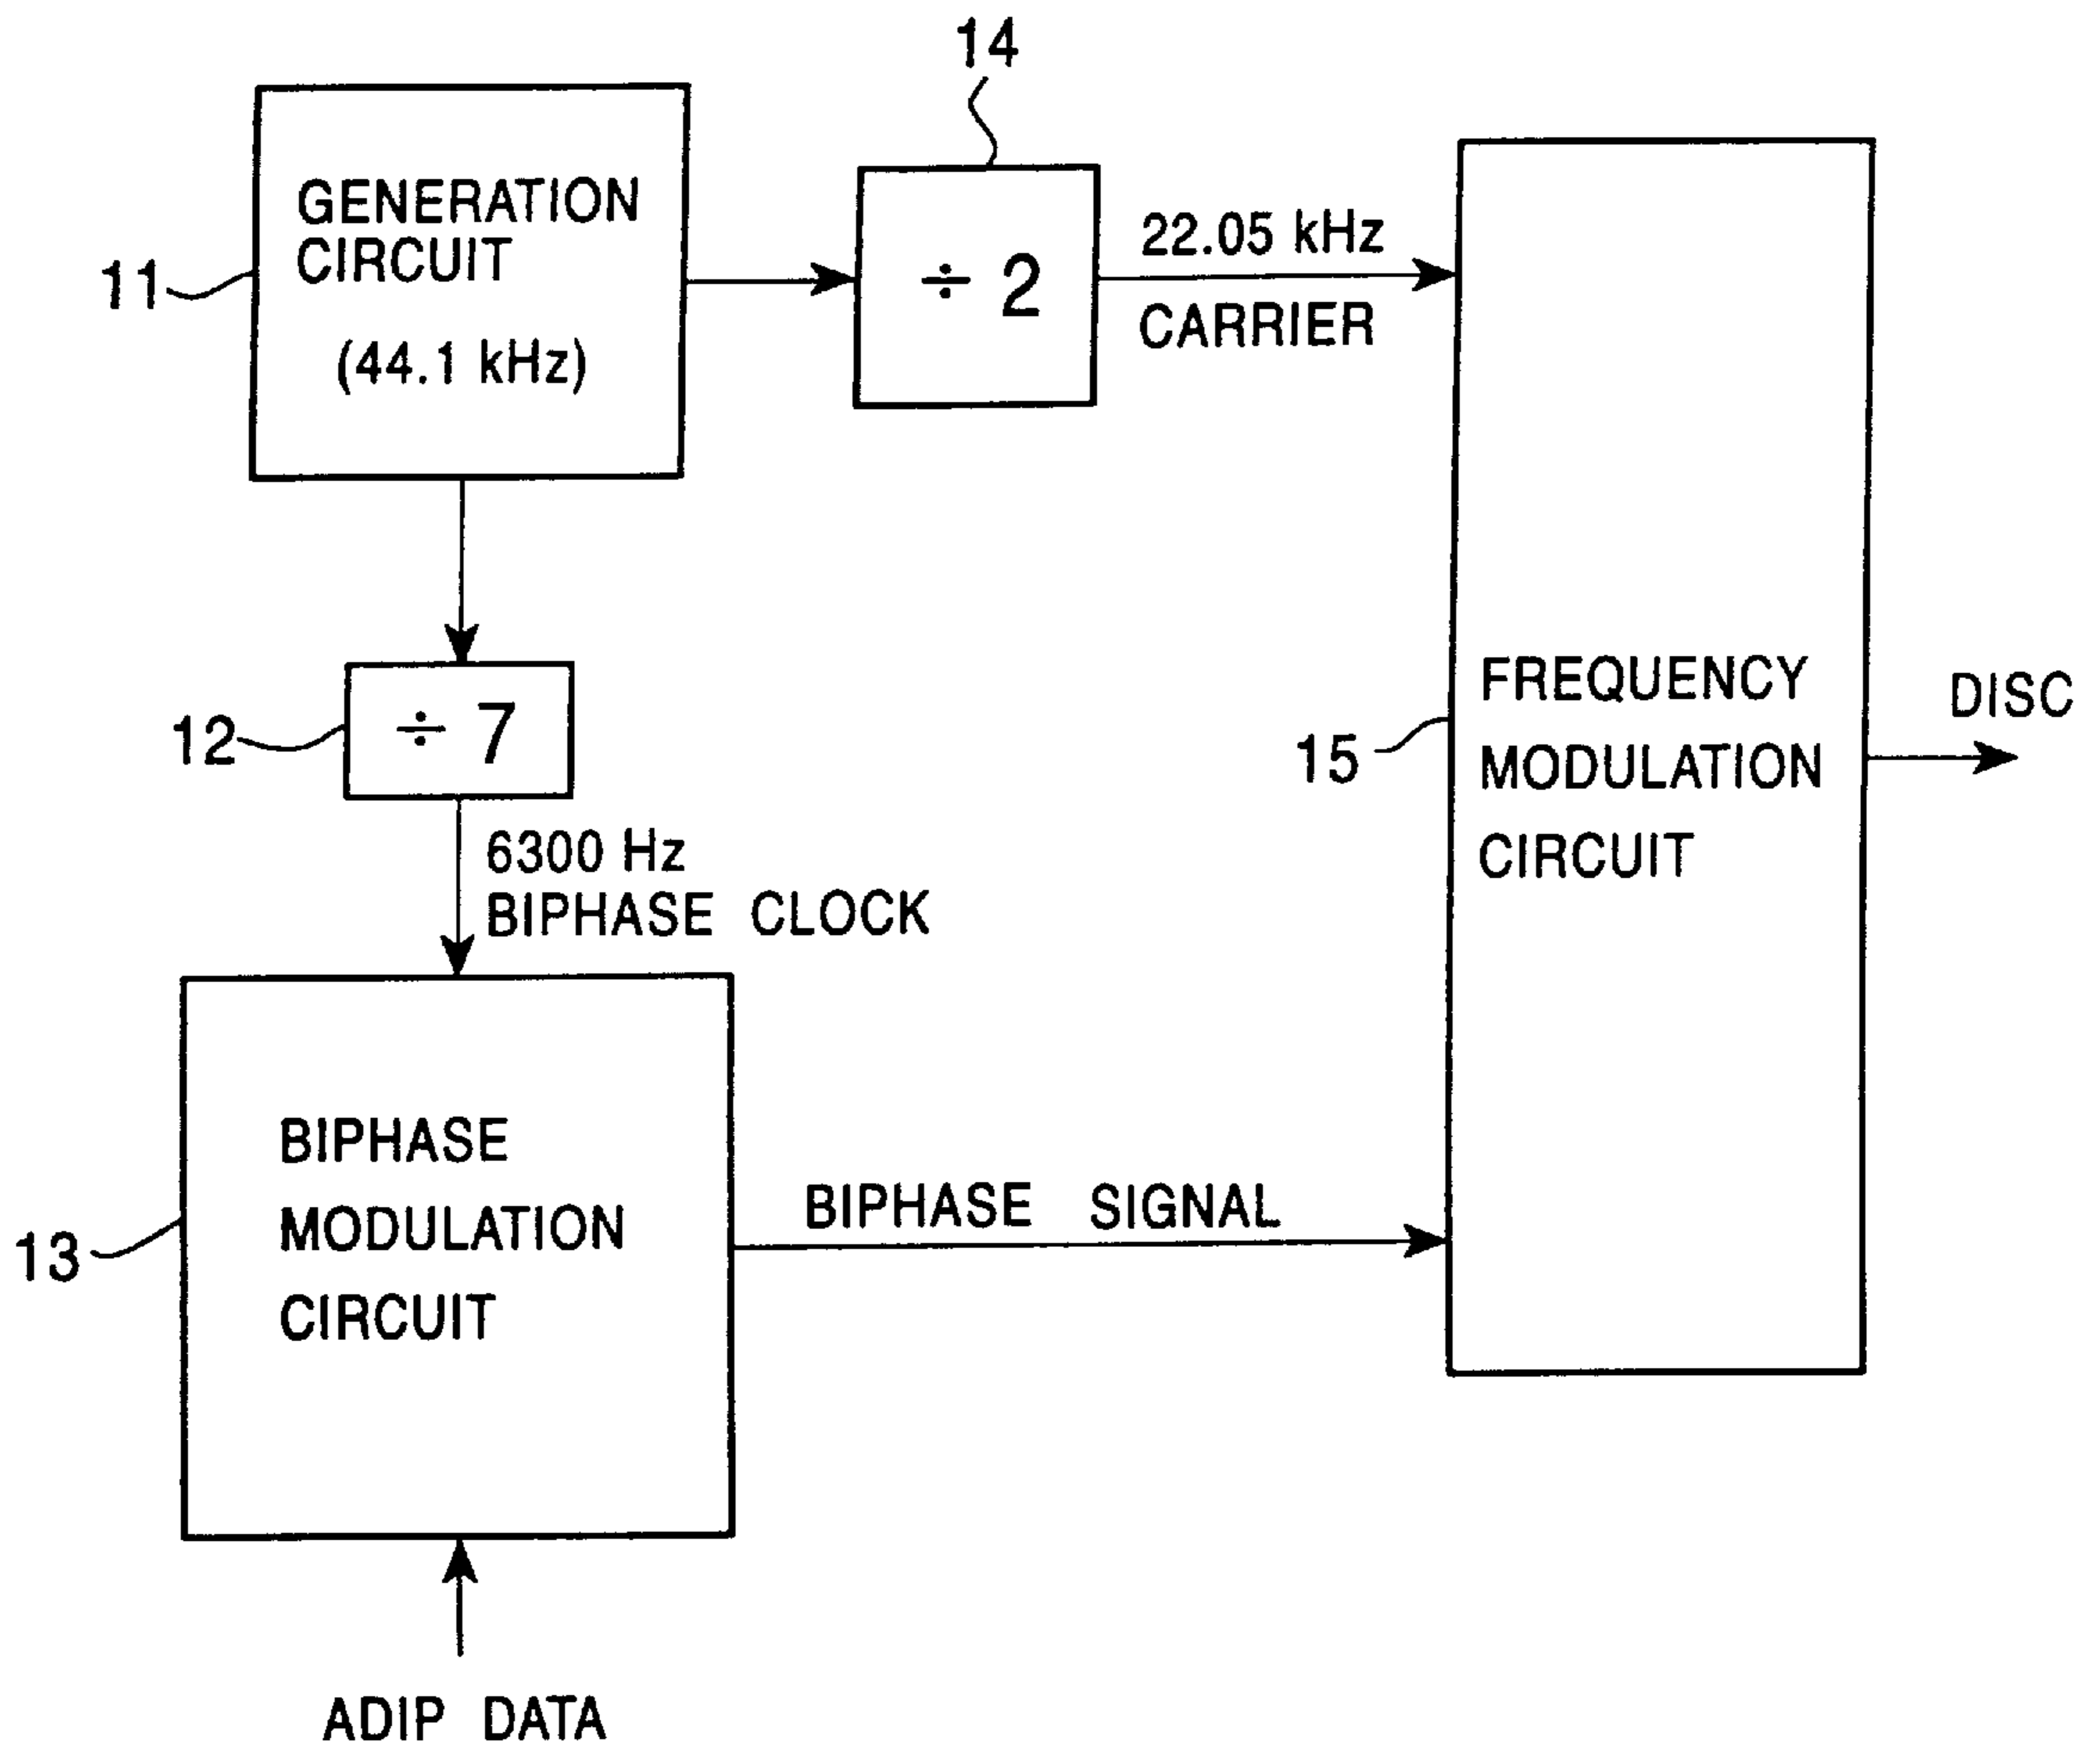 14
GENERATION
CIRCUIT
(44.1 kHz)
11
÷ 2
22.05 kHz
CARRIER
12
÷ 7
6300 Hz
BIPHASE CLOCK
15
FREQUENCY
MODULATION
CIRCUIT
DISC
13
BIPHASE
MODULATION
CIRCUIT
BIPHASE SIGNAL
ADIP DATA